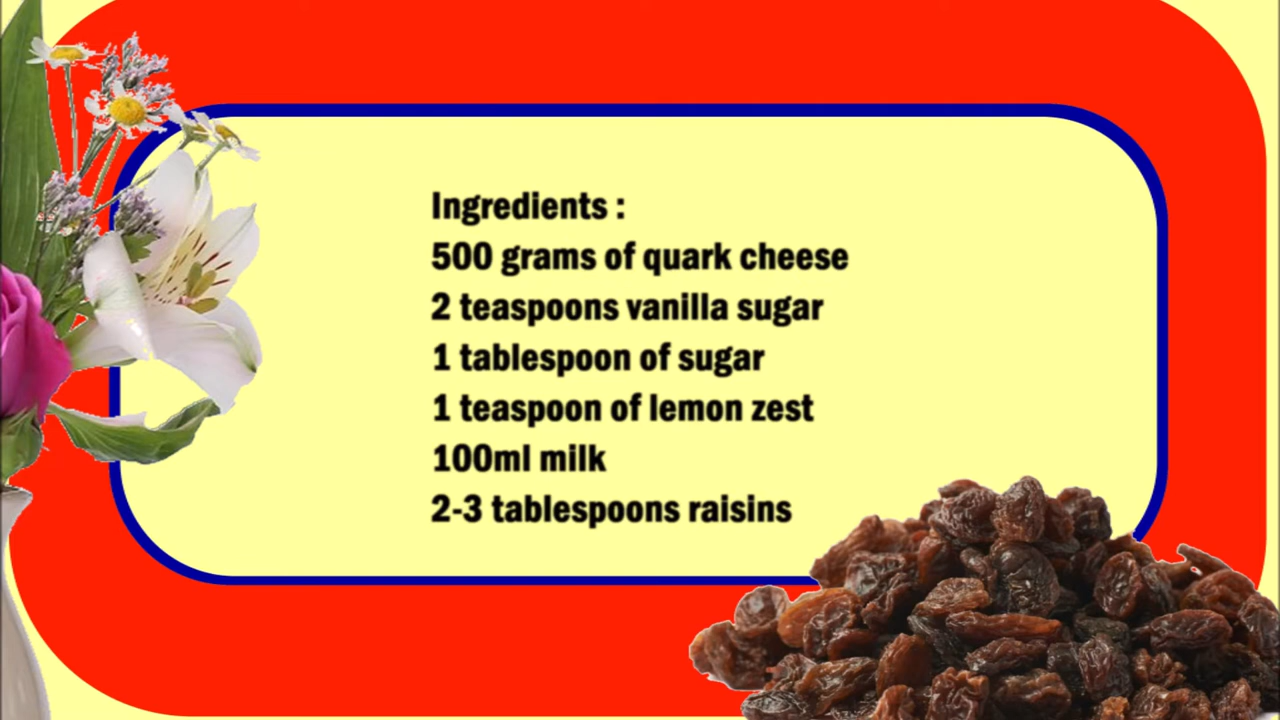 Ingredients :
500 grams of quark cheese
2 teaspoons vanilla sugar
1 tablespoon of sugar
1 teaspoon of lemon zest
100ml milk
2-3 tablespoons raisins